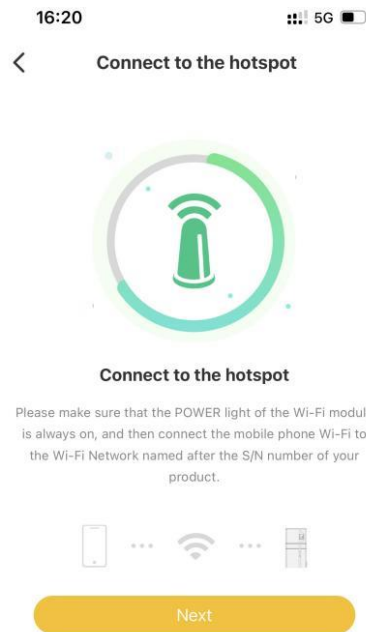 16:20
5G
Connect to the hotspot
Connect to the hotspot
Please make sure that the POWER light of the Wi-Fi modul
is always on, and then connect the mobile phone Wi-Fi to
the Wi-Fi Network named after the S/N number of your
product.
Next